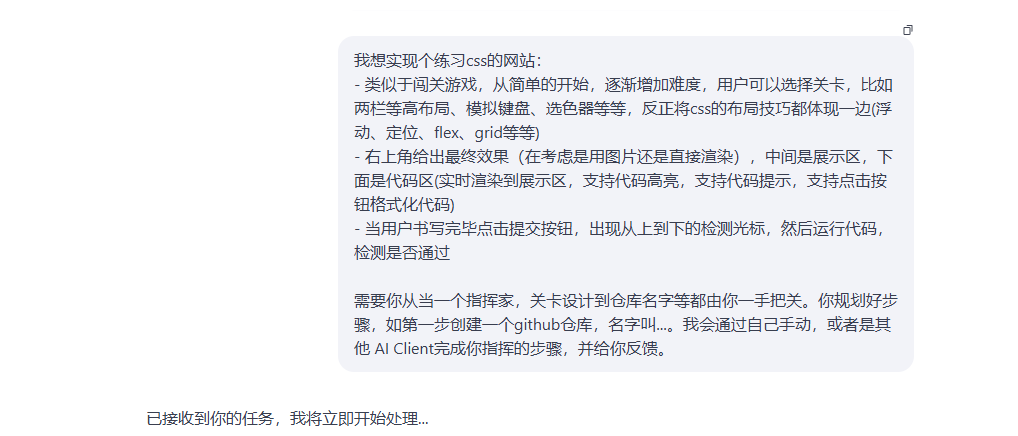 我想实现个练习css的网站：
- 类似于闯关游戏，从简单的开始，逐渐增加难度，用户可以选择关卡，比如
两栏等高布局、模拟键盘、选色器等等，反正将css的布局技巧都体现一边(浮
动、定位、flex、grid等等)
- 右上角给出最终效果（在考虑是用图片还是直接渲染），中间是展示区，下
面是代码区(实时渲染到展示区，支持代码高亮，支持代码提示，支持点击按
钮格式化代码)
- 当用户书写完毕点击提交按钮，出现从上到下的检测光标，然后运行代码，
检测是否通过
需要你从当一个指挥家，关卡设计到仓库名字等都由你一手把关。你规划好步
骤，如第一步创建一个github仓库，名字叫...。我会通过自己手动，或者是其
他 AI Client完成你指挥的步骤，并给你反馈。
已接收到你的任务，我将立即开始处理...